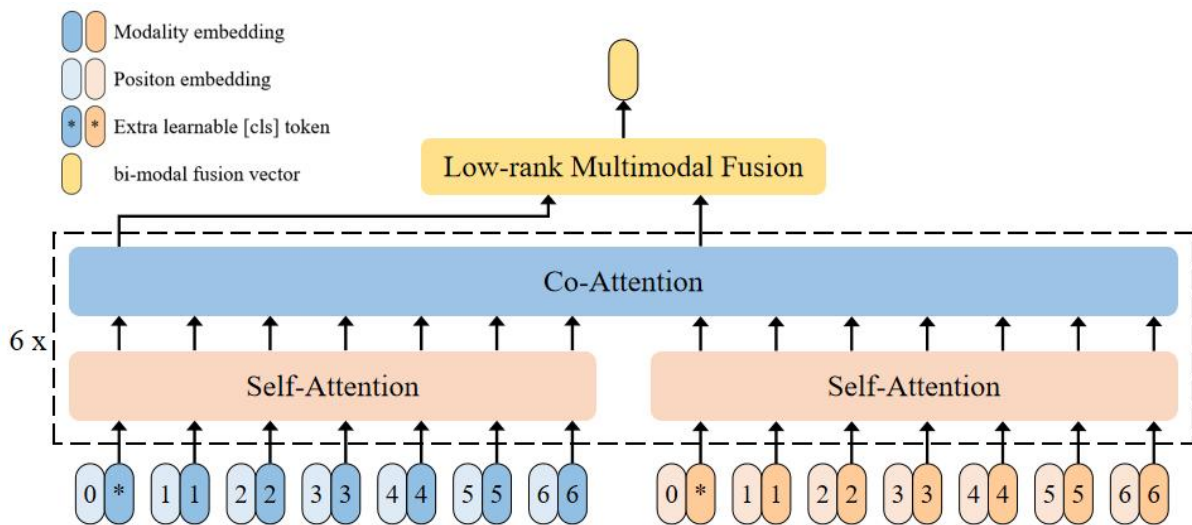 Modality embedding
Positon embedding
* * Extra learnable [cls] token
bi-modal fusion vector
Low-rank Multimodal Fusion
Co-Attention
6 x
Self-Attention Self-Attention
0 * 1 1 2 2 3 3 4 4 5 5 6 6 0 * 1 1 2 2 3 3 4 4 5 5 6 6